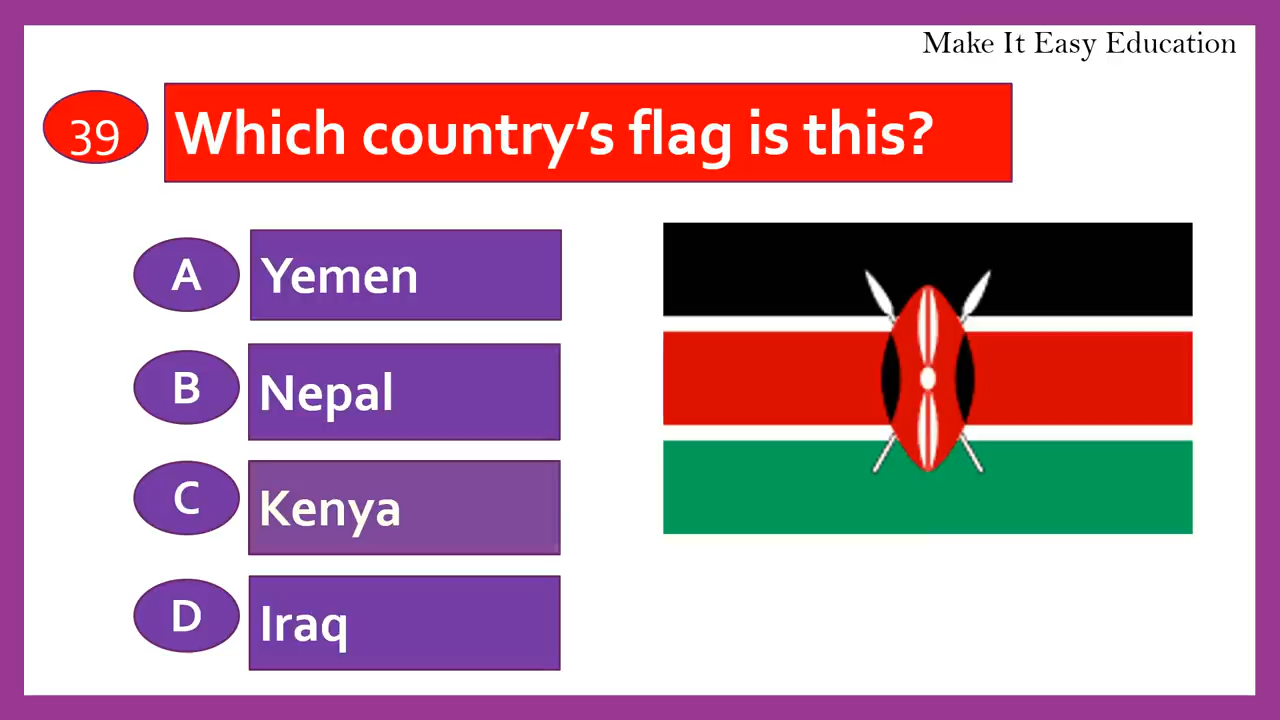 Make It Easy Education
39 Which country’s flag is this?
A Yemen
B Nepal
C Kenya
D Iraq